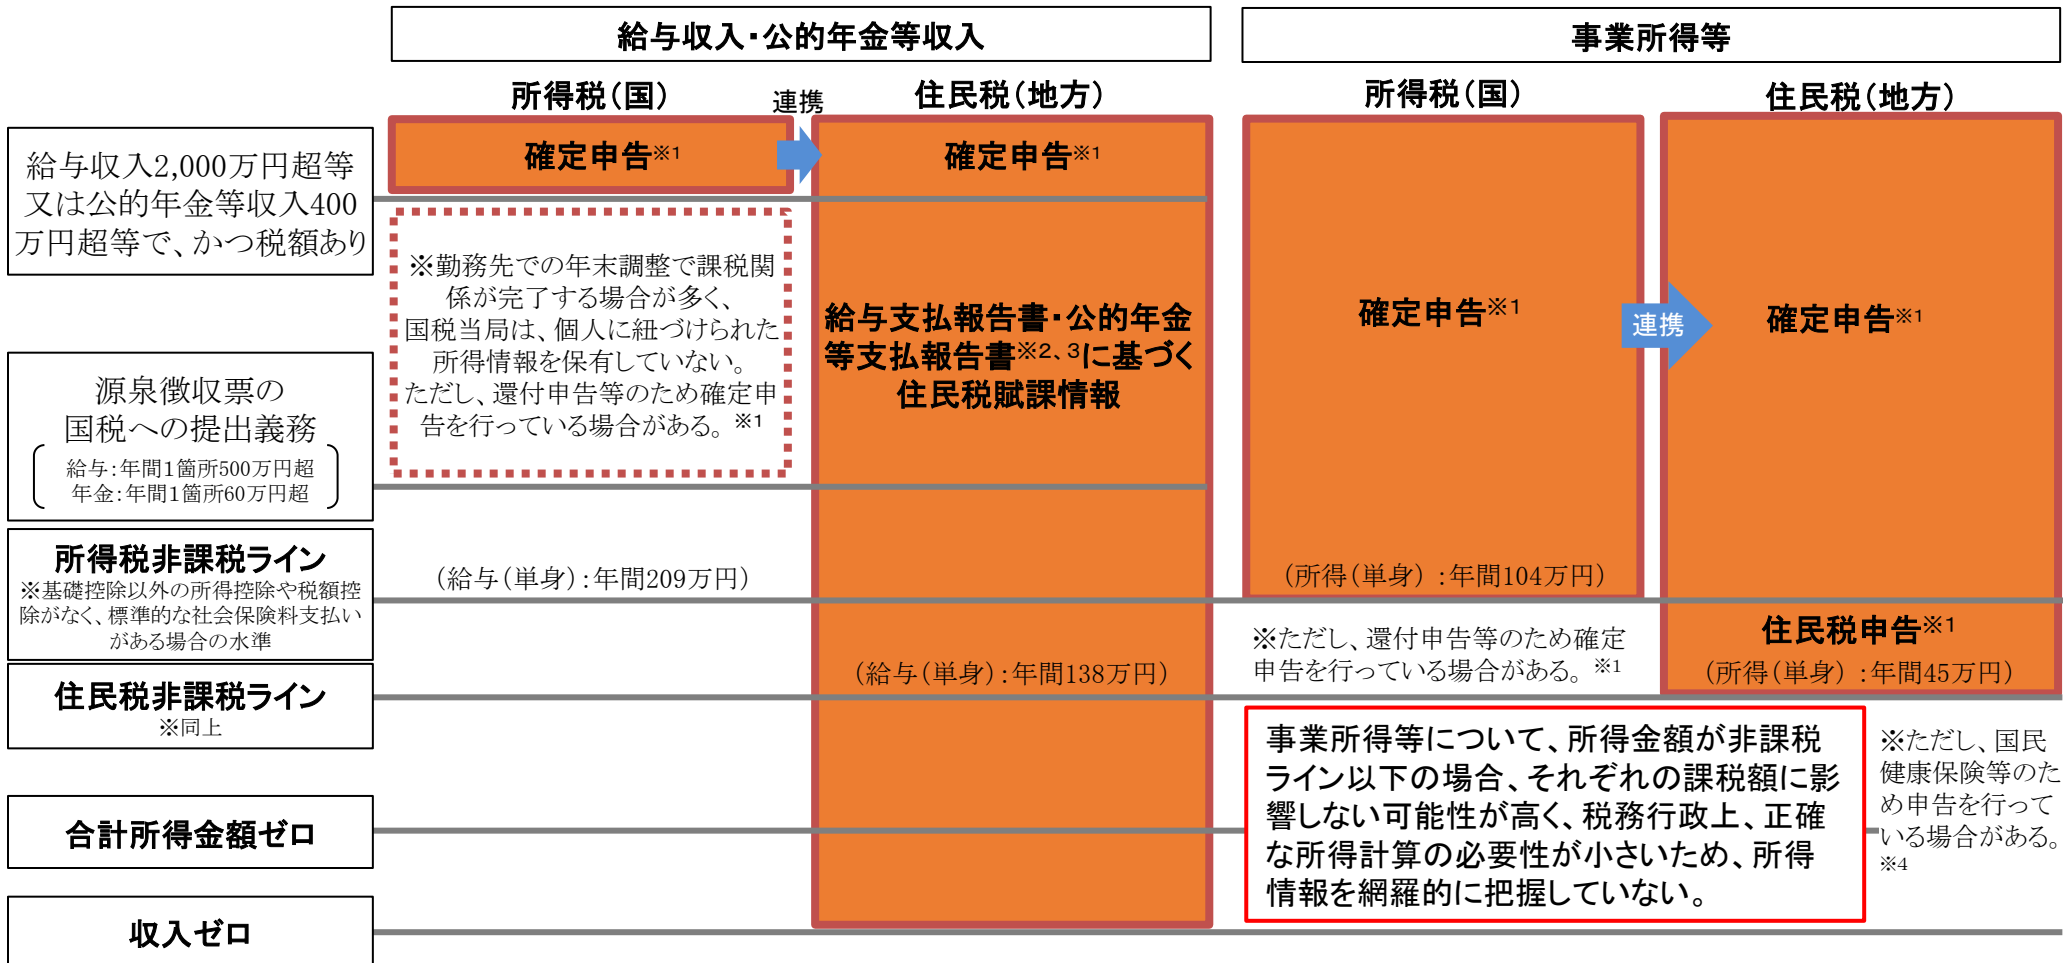 給与収入・公的年金等収入
事業所得等
所得税（国）
連携
住民税（地方）
所得税（国）
住民税（地方）
給与収入2,000万円超等
又は公的年金等収入400
万円超等で、かつ税額あり
確定申告※1
確定申告※1
※勤務先での年末調整で課税関
係が完了する場合が多く、
国税当局は、個人に紐づけられた
所得情報を保有していない。
ただし、還付申告等のため確定申
告を行っている場合がある。※1
給与支払報告書・公的年金
等支払報告書※2、3に基づく
住民税賦課情報
確定申告※1
連携
確定申告※1
源泉徴収票の
国税への提出義務
給与：年間1箇所500万円超
年金：年間1箇所60万円超
所得税非課税ライン
※基礎控除以外の所得控除や税額控
除がなく、標準的な社会保険料支払い
がある場合の水準
（給与（単身）：年間209万円）
（所得（単身）：年間104万円）
住民税非課税ライン
※同上
（給与（単身）：年間138万円）
※ただし、還付申告等のため確定
申告を行っている場合がある。※1
住民税申告※1
（所得（単身）：年間45万円）
事業所得等について、所得金額が非課税
ライン以下の場合、それぞれの課税額に影
響しない可能性が高く、税務行政上、正確
な所得計算の必要性が小さいため、所得
情報を網羅的に把握していない。
※ただし、国民
健康保険等のた
め申告を行って
いる場合がある。
※4
合計所得金額ゼロ
収入ゼロ